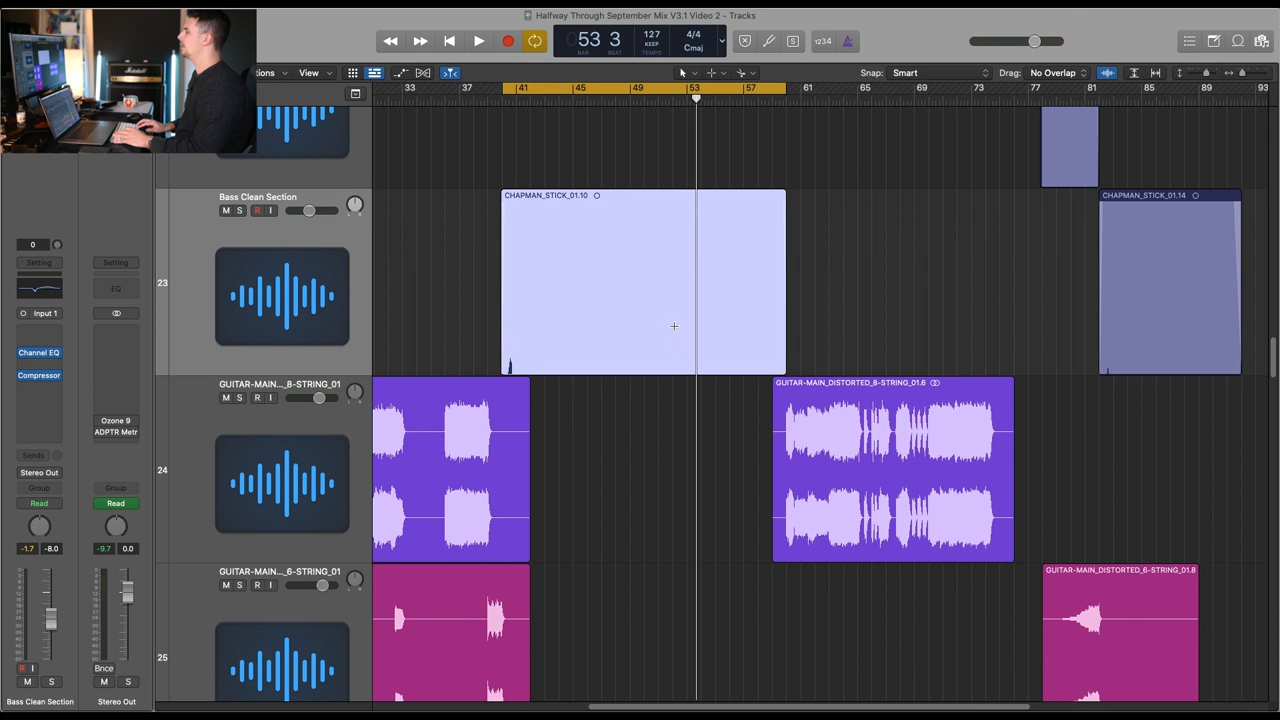 Halfway Through September Mix V3.1 Video 2 - Tracks
53 3
BAR BEAT
127
KEEP
TEMPO
4/4
Cmaj
1234
tions View
Snap: Smart
Drag: No Overlap
33 37 41 45 49 53 57 61 65 69 73 77 81 85 89 93
Bass Clean Section
M S R I
L R
23
CHAPMAN_STICK_01.10
CHAPMAN_STICK_01.14
GUITAR-MAIN..._8-STRING_01
M S R I
L R
24
GUITAR-MAIN_DISTORTED_8-STRING_01.6
GUITAR-MAIN..._6-STRING_01
M S R I
L R
25
GUITAR-MAIN_DISTORTED_6-STRING_01.8
0
Setting Setting
EQ
Input 1
Channel EQ
Compressor
Ozone 9
ADPTR Metr
Sends
Stereo Out
Group Group
Read Read
-1.7 -8.0 -9.7 0.0
R I Bnce
M S M S
Bass Clean Section Stereo Out